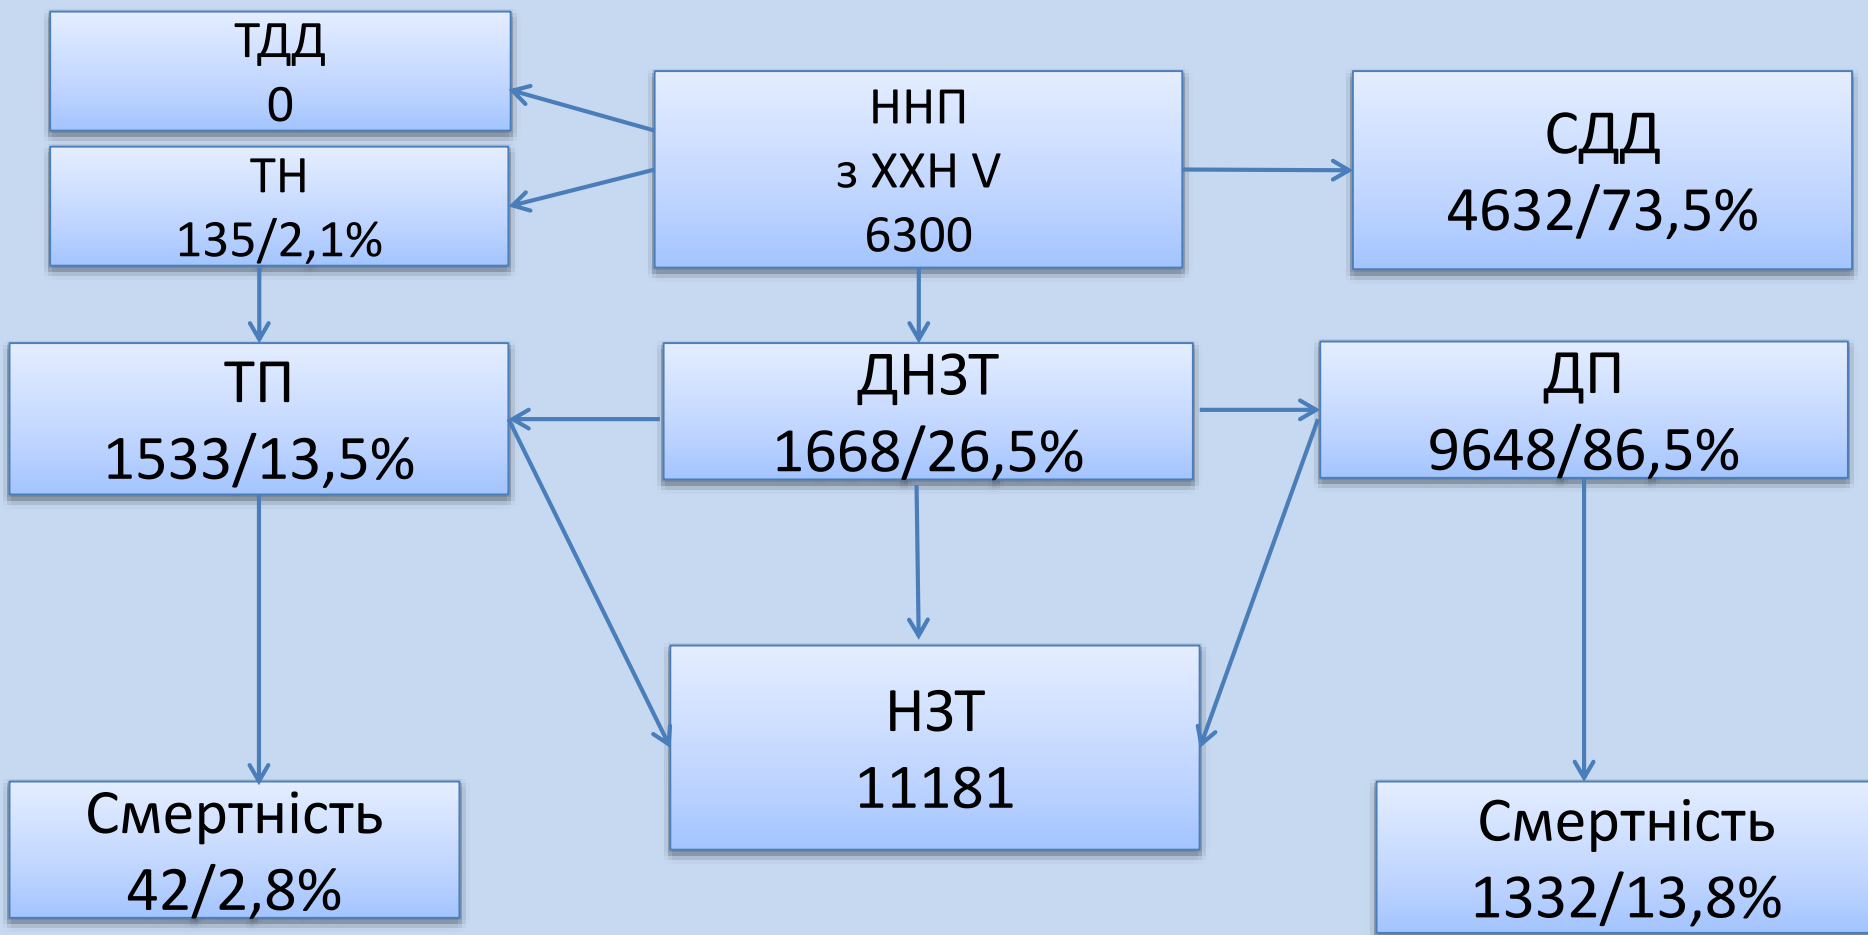 ТДД
0
ННП
з ХХН V
6300
СДД
4632/73,5%
ТН
135/2,1%
ТП
1533/13,5%
ДНЗТ
1668/26,5%
ДП
9648/86,5%
НЗТ
11181
Смертність
42/2,8%
Смертність
1332/13,8%